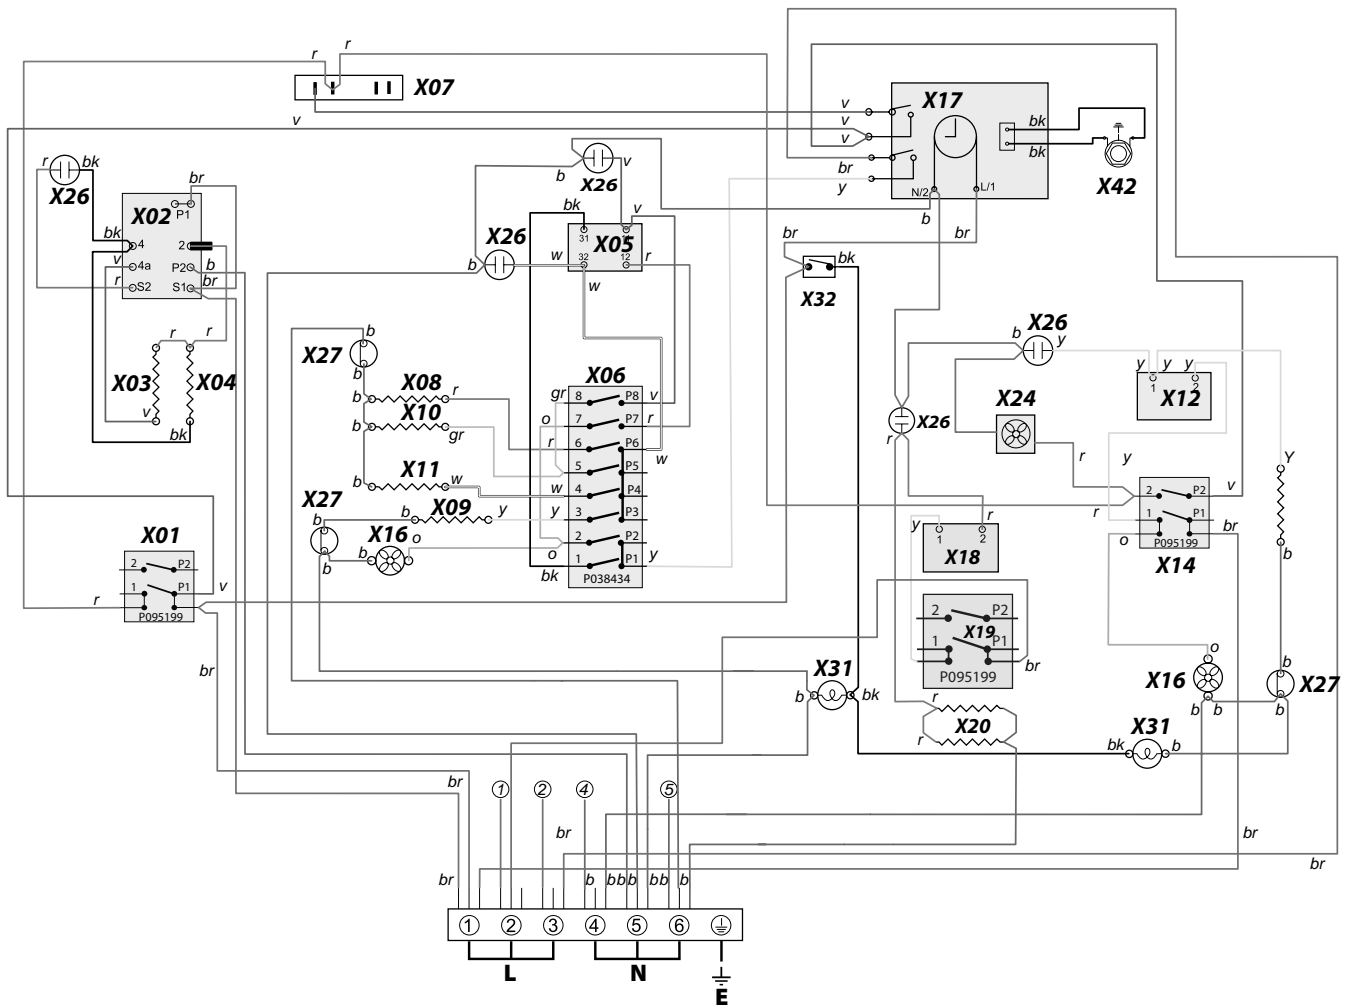 r r
X07
v
v
v
v
br
y
X17
bk
bk
X42
N/2 L/1
b
br
r bk
X26
br
P1
X02
bk 4 2
v 4a P2 b
r S2 S1 br
r r
X03 X04
v
bk
b v
X26
bk v
31 11
X05
X26
b w 32 12 r
w
br
bk
X32
b
X27
b
b X08 r
b X10 gr
b X11 w
X27
b b X09 y
X16 o
b b
X06
gr 8 P8 v
o 7 P7 r
r 6 P6 w
5 P5
w 4 P4
y 3 P3
2 P2
o
1 P1 y
bk P038434
b X26 y
X24
r
X26
r
y y y
1 2
X12
y
r
2 P2 v
1 P1 br
o P095199
X14
Y
b
y r
1 2
X18
2 P2
X19
1 P1
br
P095199
X01
2 P2
1 P1 v
r
P095199
br
X31
b bk
r
X20
r
o
X16
b b
b
X27
b
X31
bk b
br
1 2 4 5
br
br
br
br b bbb bb b
1 2 3 4 5 6
L N
E